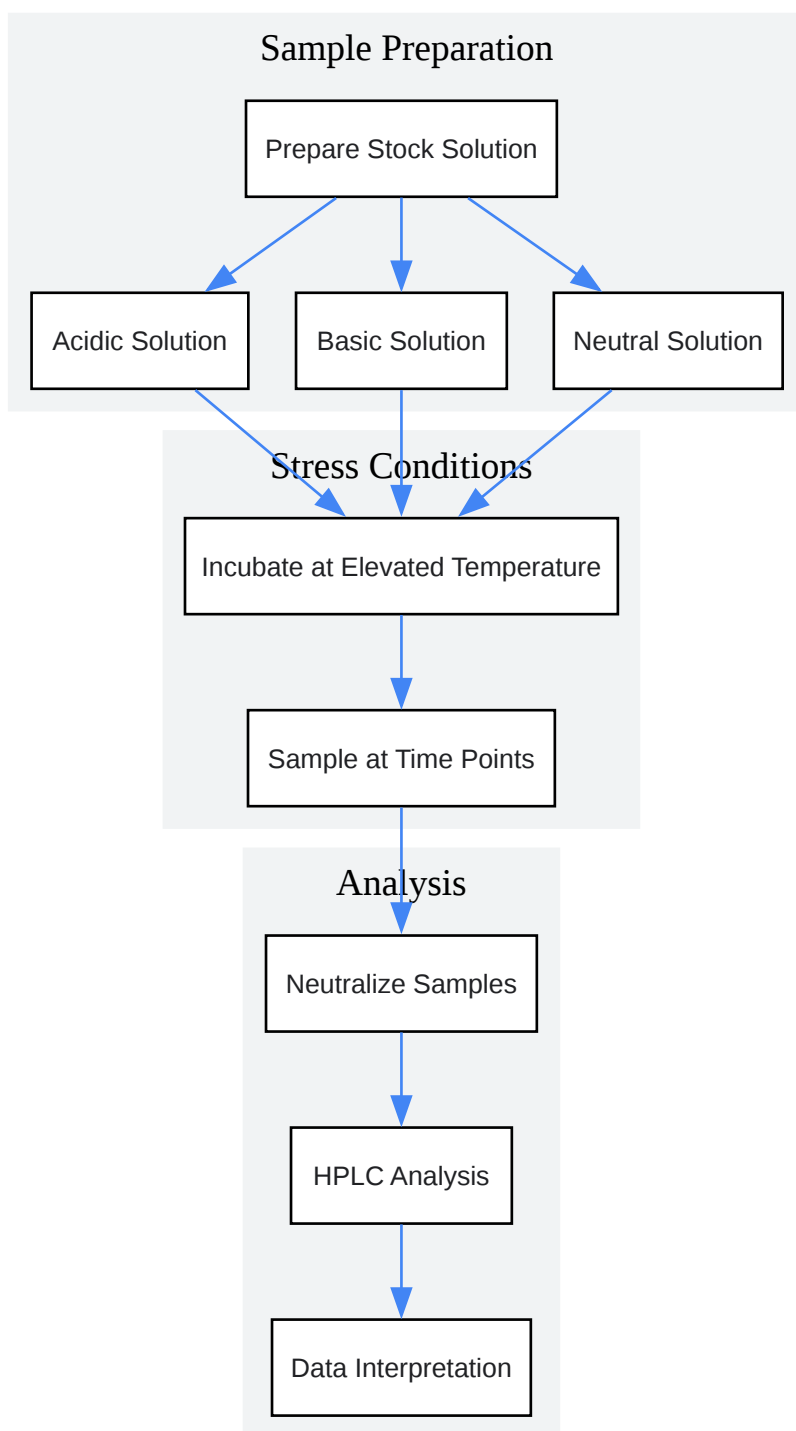 Sample Preparation
Prepare Stock Solution
Acidic Solution
Basic Solution
Neutral Solution
Stress Conditions
Incubate at Elevated Temperature
Sample at Time Points
Analysis
Neutralize Samples
HPLC Analysis
Data Interpretation